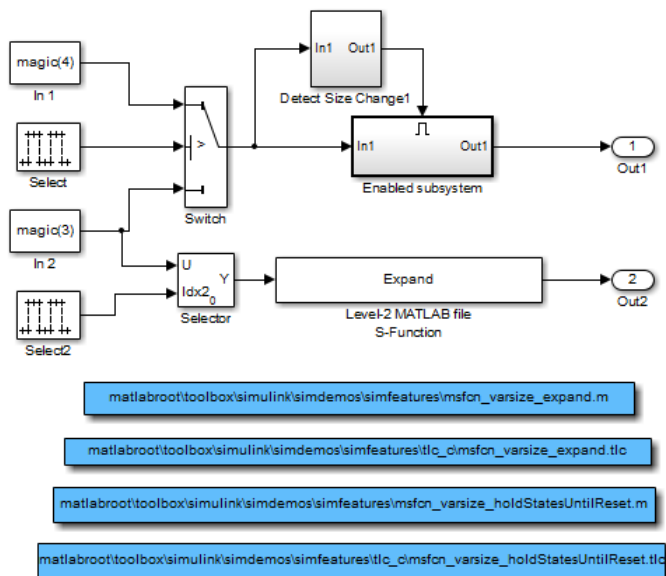 magic(4)
In 1
In1 Out1
Detect Size Change1
Select
>
Switch
In1 Out1
Enabled subsystem
1
Out1
magic(3)
In 2
U
Idx2 0
Y
Selector
Expand
Level-2 MATLAB file
S-Function
2
Out2
Select2
matlabroot\toolbox\simulink\simdemos\simfeatures\msfcn_varsize_expand.m
matlabroot\toolbox\simulink\simdemos\simfeatures\tlc_c\msfcn_varsize_expand.tlc
matlabroot\toolbox\simulink\simdemos\simfeatures\msfcn_varsize_holdStatesUntilReset.m
matlabroot\toolbox\simulink\simdemos\simfeatures\tlc_c\msfcn_varsize_holdStatesUntilReset.tlc